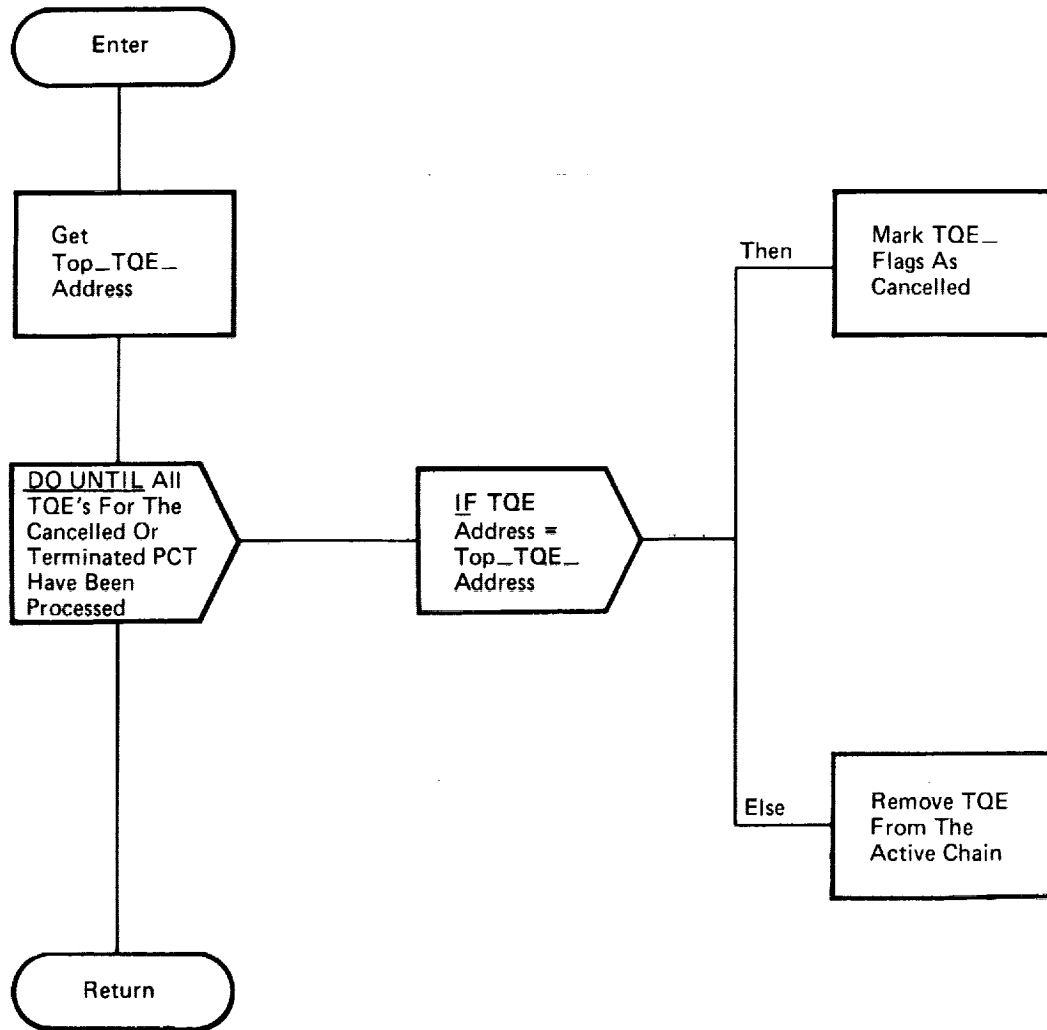 Enter
Get
Top_TQE_
Address
DO UNTIL All
TQE's For The
Cancelled Or
Terminated PCT
Have Been
Processed
IF TQE
Address =
Top_TQE_
Address
Then
Mark TQE_
Flags As
Cancelled
Else
Remove TQE
From The
Active Chain
Return